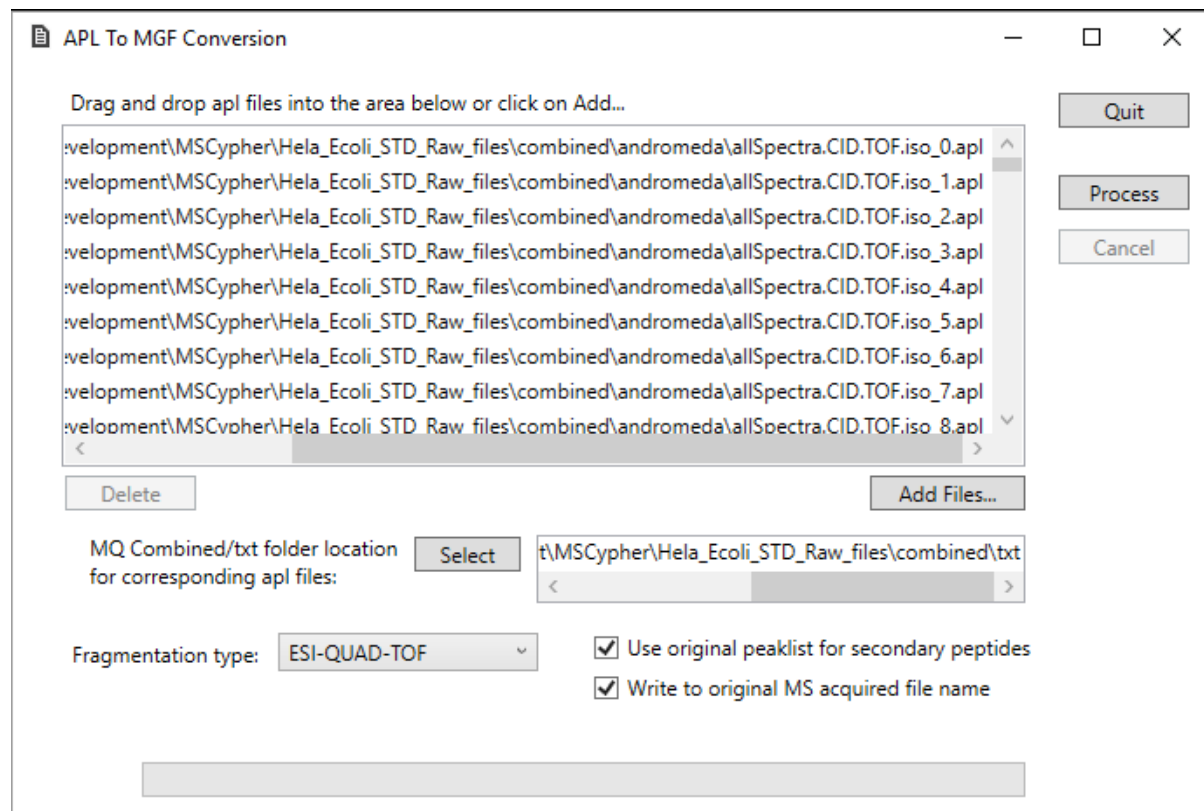 APL To MGF Conversion
Drag and drop apl files into the area below or click on Add...
Quit
:velopment\MSCypher\Hela_Ecoli_STD_Raw_files\combined\andromeda\allSpectra.CID.TOF.iso_0.apl
:velopment\MSCypher\Hela_Ecoli_STD_Raw_files\combined\andromeda\allSpectra.CID.TOF.iso_1.apl
Process
:velopment\MSCypher\Hela_Ecoli_STD_Raw_files\combined\andromeda\allSpectra.CID.TOF.iso_2.apl
:velopment\MSCypher\Hela_Ecoli_STD_Raw_files\combined\andromeda\allSpectra.CID.TOF.iso_3.apl
Cancel
:velopment\MSCypher\Hela_Ecoli_STD_Raw_files\combined\andromeda\allSpectra.CID.TOF.iso_4.apl
:velopment\MSCypher\Hela_Ecoli_STD_Raw_files\combined\andromeda\allSpectra.CID.TOF.iso_5.apl
:velopment\MSCypher\Hela_Ecoli_STD_Raw_files\combined\andromeda\allSpectra.CID.TOF.iso_6.apl
:velopment\MSCypher\Hela_Ecoli_STD_Raw_files\combined\andromeda\allSpectra.CID.TOF.iso_7.apl
:velopment\MSCypher\Hela_Ecoli_STD_Raw_files\combined\andromeda\allSpectra.CID.TOF.iso_8.apl
Delete
Add Files...
MQ Combined/txt folder location
for corresponding apl files:
Select
t\MSCypher\Hela_Ecoli_STD_Raw_files\combined\txt
Fragmentation type:
ESI-QUAD-TOF
Use original peaklist for secondary peptides
Write to original MS acquired file name